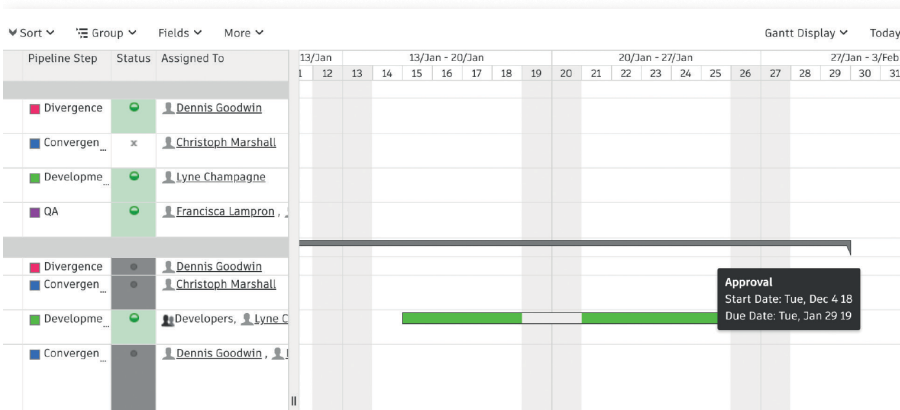 Sort Group Fields More Gantt Display Today
Pipeline Step Status Assigned To 13/Jan 13/Jan - 20/Jan 20/Jan - 27/Jan 27/Jan - 3/Feb
12 13 14 15 16 17 18 19 20 21 22 23 24 25 26 27 28 29 30 31
Divergence Dennis Goodwin
Convergen... x Christoph Marshall
Developme... Lyne Champagne
QA Francisca Lampron ,
Divergence Dennis Goodwin
Convergen... Christoph Marshall
Approval
Start Date: Tue, Dec 4 18
Developme... Developers, Lyne C
Due Date: Tue, Jan 29 19
Convergen... Dennis Goodwin ,